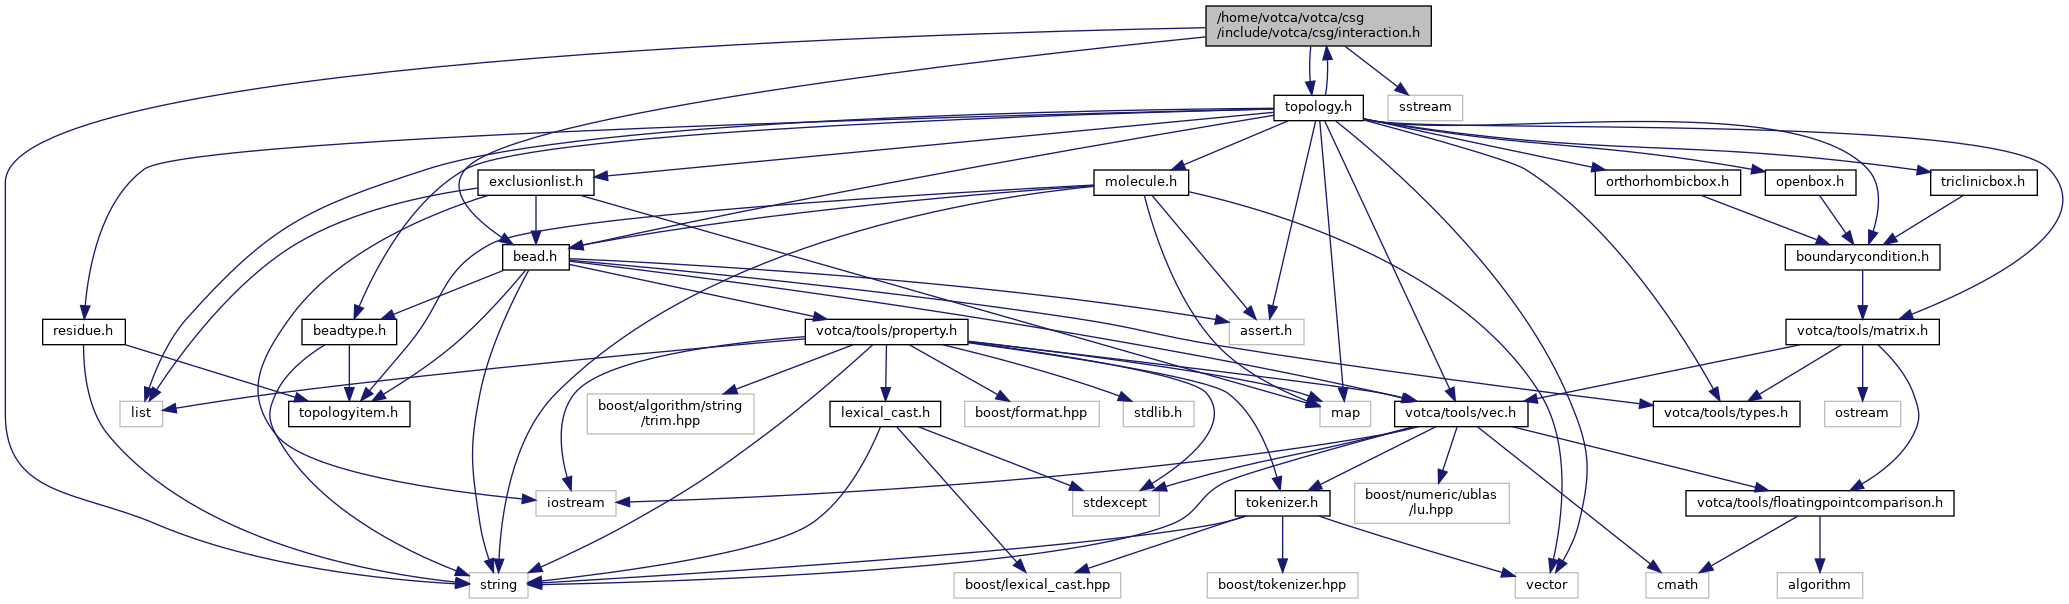 /home/votca/votca/csg
/include/votca/csg/interaction.h
topology.h
sstream
exclusionlist.h
molecule.h
orthorhombicbox.h
openbox.h
triclinicbox.h
bead.h
boundarycondition.h
residue.h
beadtype.h
votca/tools/property.h
assert.h
votca/tools/matrix.h
list
topologyitem.h
boost/algorithm/string
/trim.hpp
lexical_cast.h
boost/format.hpp
stdlib.h
map
votca/tools/vec.h
votca/tools/types.h
ostream
iostream
stdexcept
tokenizer.h
boost/numeric/ublas
/lu.hpp
votca/tools/floatingpointcomparison.h
string
boost/lexical_cast.hpp
boost/tokenizer.hpp
vector
cmath
algorithm